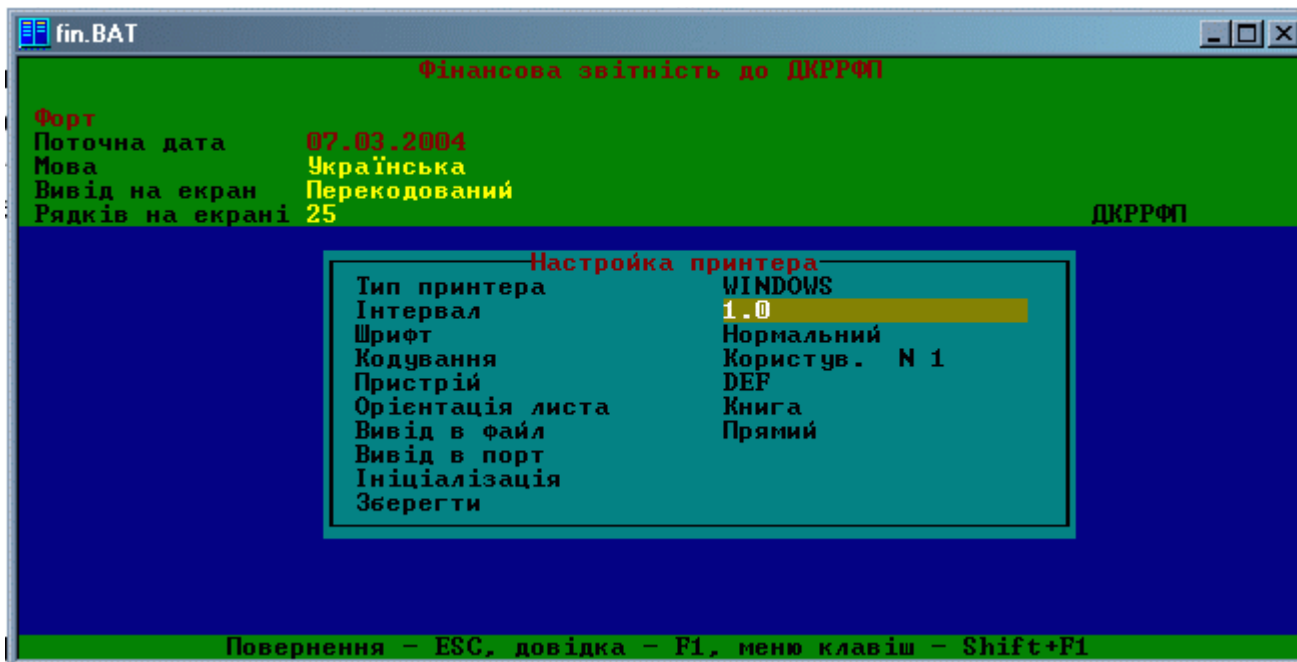 fin.BAT
Фінансова звітність до ДКРРФП
Форт
Поточна дата 07.03.2004
Мова Українська
Вивід на екран Перекодований
Рядків на екрані 25 ДКРРФП
Настройка принтера
Тип принтера WINDOWS
Інтервал 1.0
Шрифт Нормальний
Кодування Користув. N 1
Пристрій DEF
Орієнтація листа Книга
Вивід в файл Прямий
Вивід в порт
Ініціалізація
Зберегти
Повернення - ESC, довідка - F1, меню клавіш - Shift+F1